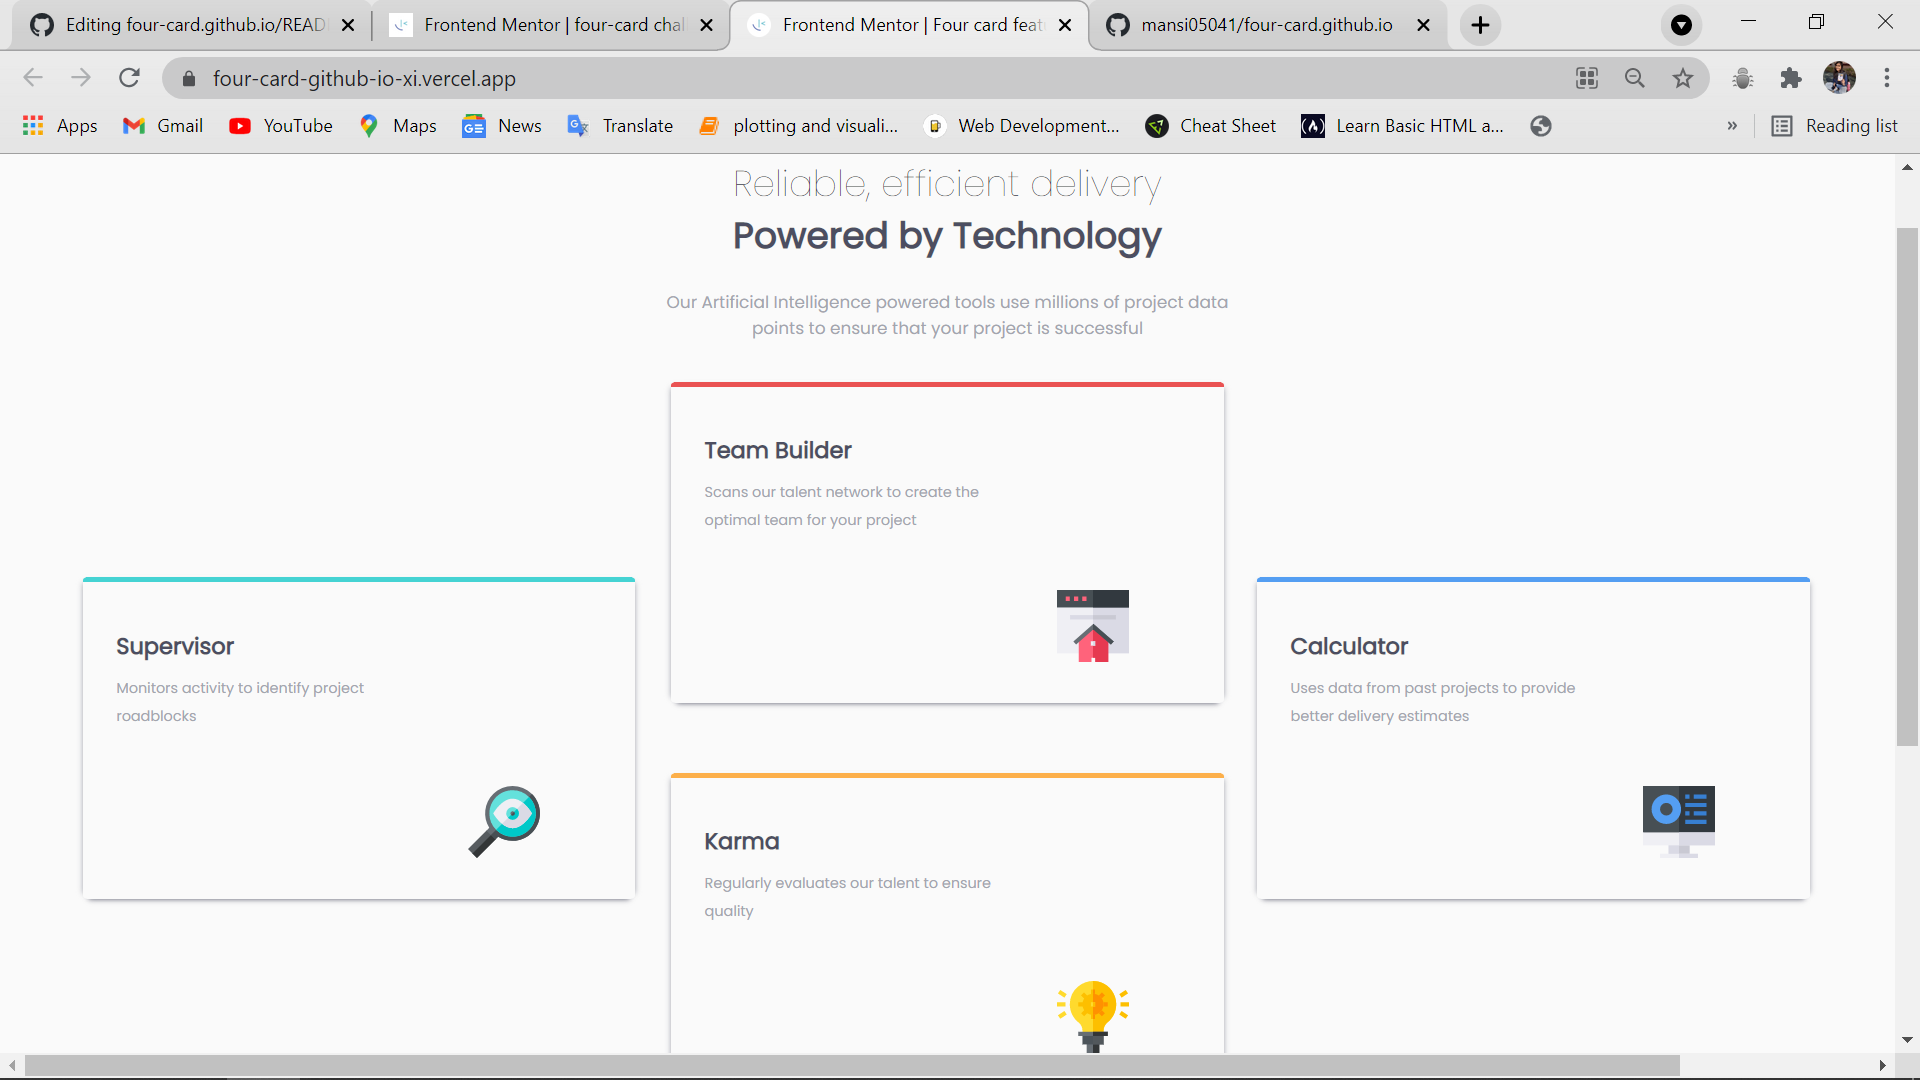 Editing four-card.github.io/READ
Frontend Mentor | four-card chal
Frontend Mentor | Four card feat
mansi05041/four-card.github.io
four-card-github-io-xi.vercel.app
Apps
Gmail
YouTube
Maps
News
Translate
plotting and visuali...
Web Development...
Cheat Sheet
Learn Basic HTML a...
»
Reading list
Reliable, efficient delivery
Powered by Technology
Our Artificial Intelligence powered tools use millions of project data
points to ensure that your project is successful
Team Builder
Scans our talent network to create the
optimal team for your project
Supervisor
Monitors activity to identify project
roadblocks
Calculator
Uses data from past projects to provide
better delivery estimates
Karma
Regularly evaluates our talent to ensure
quality